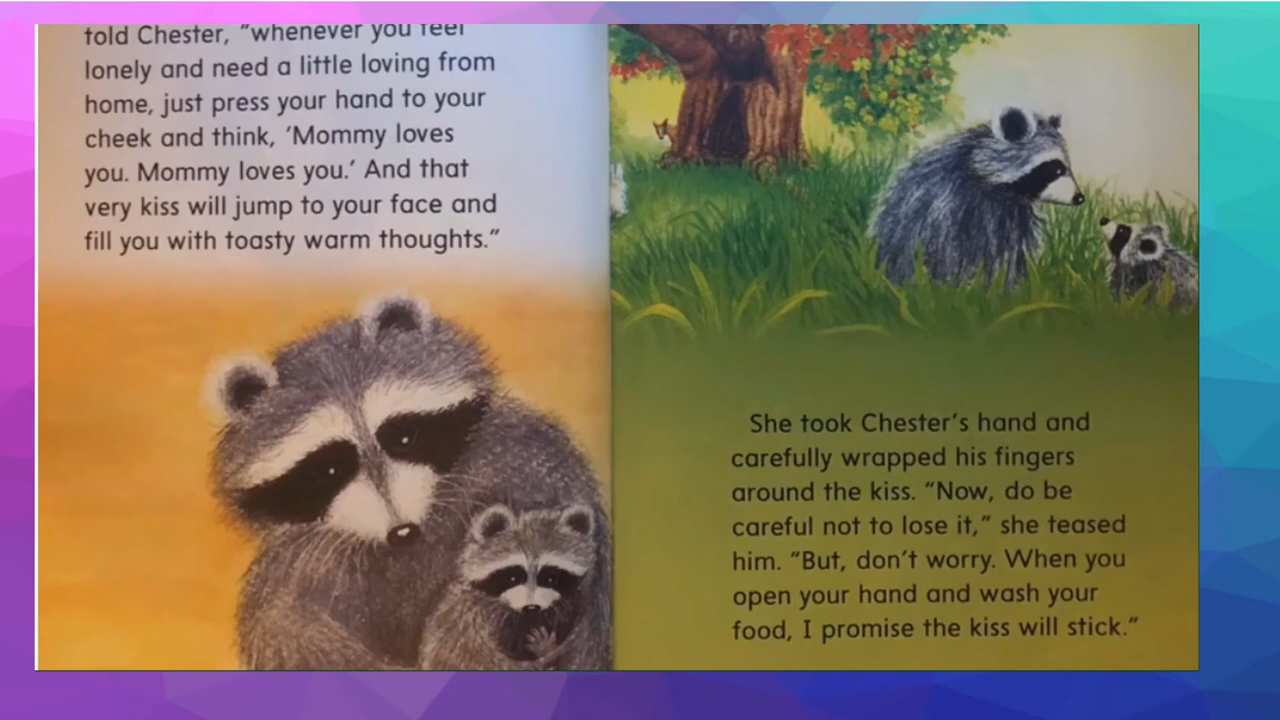 told Chester, “whenever you feel
lonely and need a little loving from
home, just press your hand to your
cheek and think, ‘Mommy loves
you. Mommy loves you.’ And that
very kiss will jump to your face and
fill you with toasty warm thoughts.”
She took Chester’s hand and
carefully wrapped his fingers
around the kiss. “Now, do be
careful not to lose it,” she teased
him. “But, don’t worry. When you
open your hand and wash your
food, I promise the kiss will stick.”